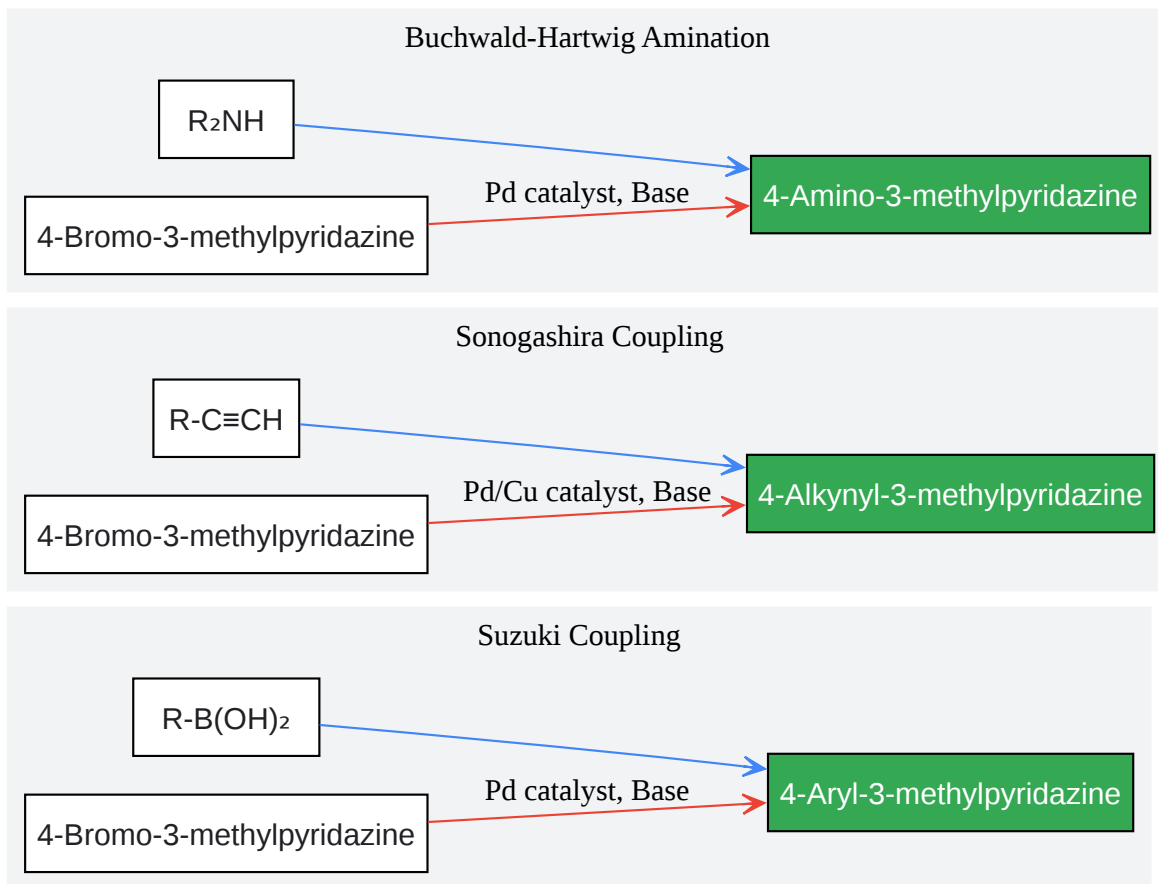 Buchwald-Hartwig Amination
R₂NH
Pd catalyst, Base
4-Amino-3-methylpyridazine
4-Bromo-3-methylpyridazine
Sonogashira Coupling
R-C≡CH
Pd/Cu catalyst, Base
4-Alkynyl-3-methylpyridazine
4-Bromo-3-methylpyridazine
Suzuki Coupling
R-B(OH)₂
Pd catalyst, Base
4-Aryl-3-methylpyridazine
4-Bromo-3-methylpyridazine